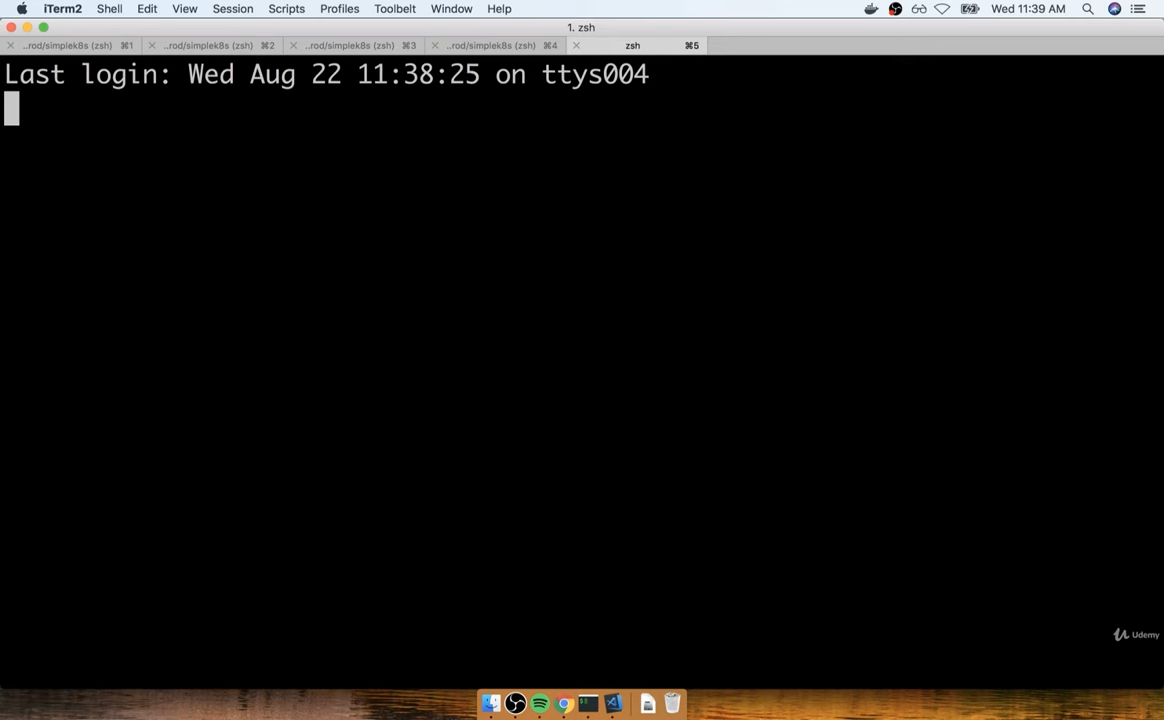 iTerm2 Shell Edit View Session Scripts Profiles Toolbelt Window Help Wed 11:39 AM
1. zsh
..rod/simplek8s (zsh) ⌘1 ..rod/simplek8s (zsh) ⌘2 ..rod/simplek8s (zsh) ⌘3 ..rod/simplek8s (zsh) ⌘4 zsh ⌘5
Last login: Wed Aug 22 11:38:25 on ttys004
Udemy